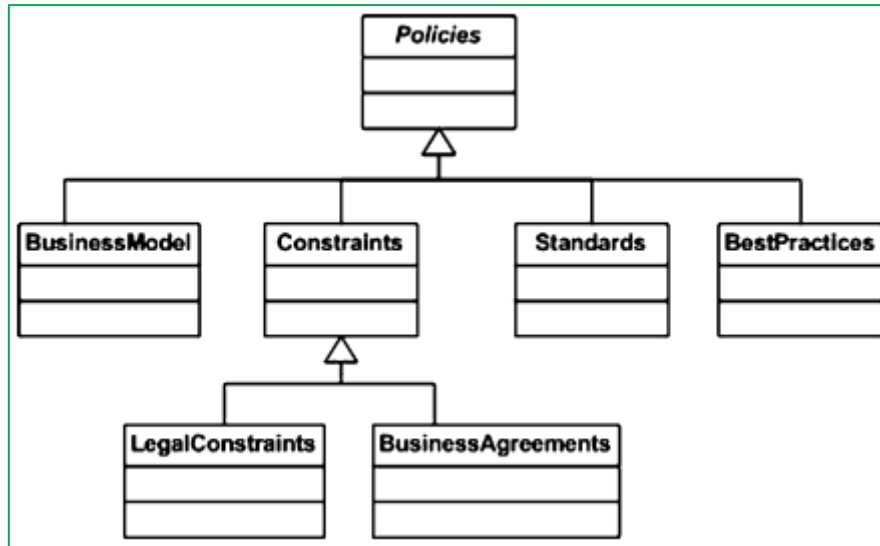 Policies
BusinessModel
Constraints
Standards
BestPractices
LegalConstraints
BusinessAgreements